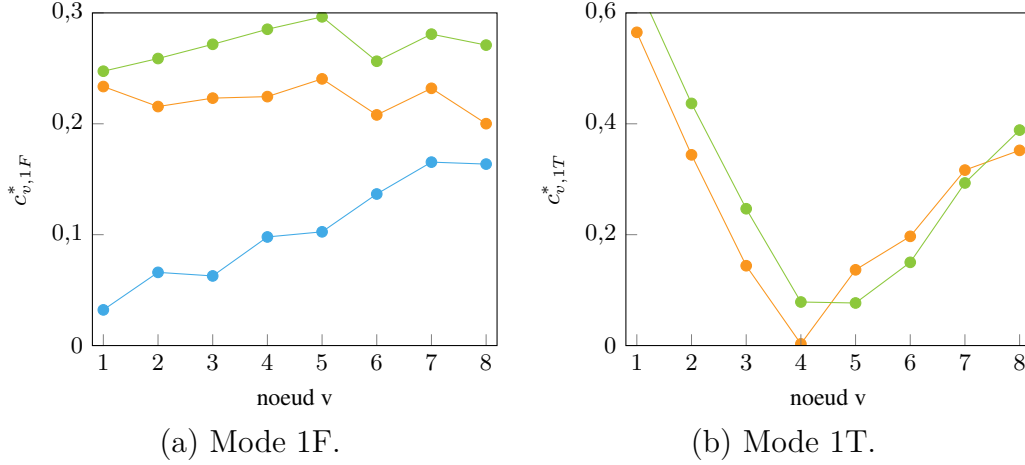 0,3
0,2
0,1
0
c*v,1F
1 2 3 4 5 6 7 8
noeud v
(a) Mode 1F.
0,6
0,4
0,2
0
c*v,1T
1 2 3 4 5 6 7 8
noeud v
(b) Mode 1T.